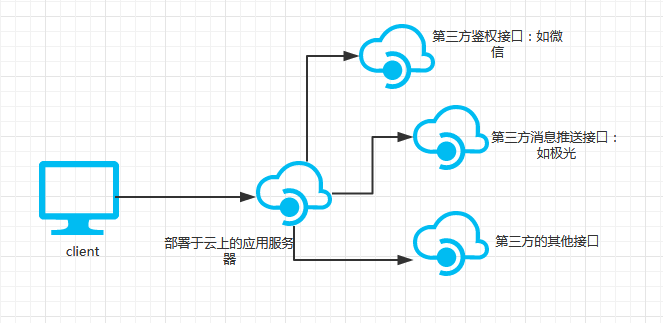 第三方鉴权接口：如微
信
第三方消息推送接口：
如极光
client
部署于云上的应用服务
器
第三方的其他接口